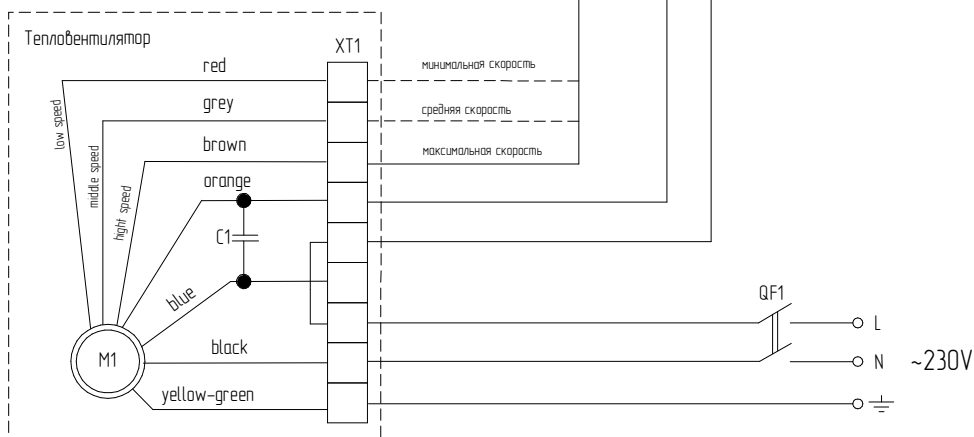 Тепловентилятор
XT1
red
минимальная скорость
grey
средняя скорость
low speed
brown
максимальная скорость
middle speed
hight speed
orange
C1
blue
QF1
L
M1
black
N
~230V
yellow-green